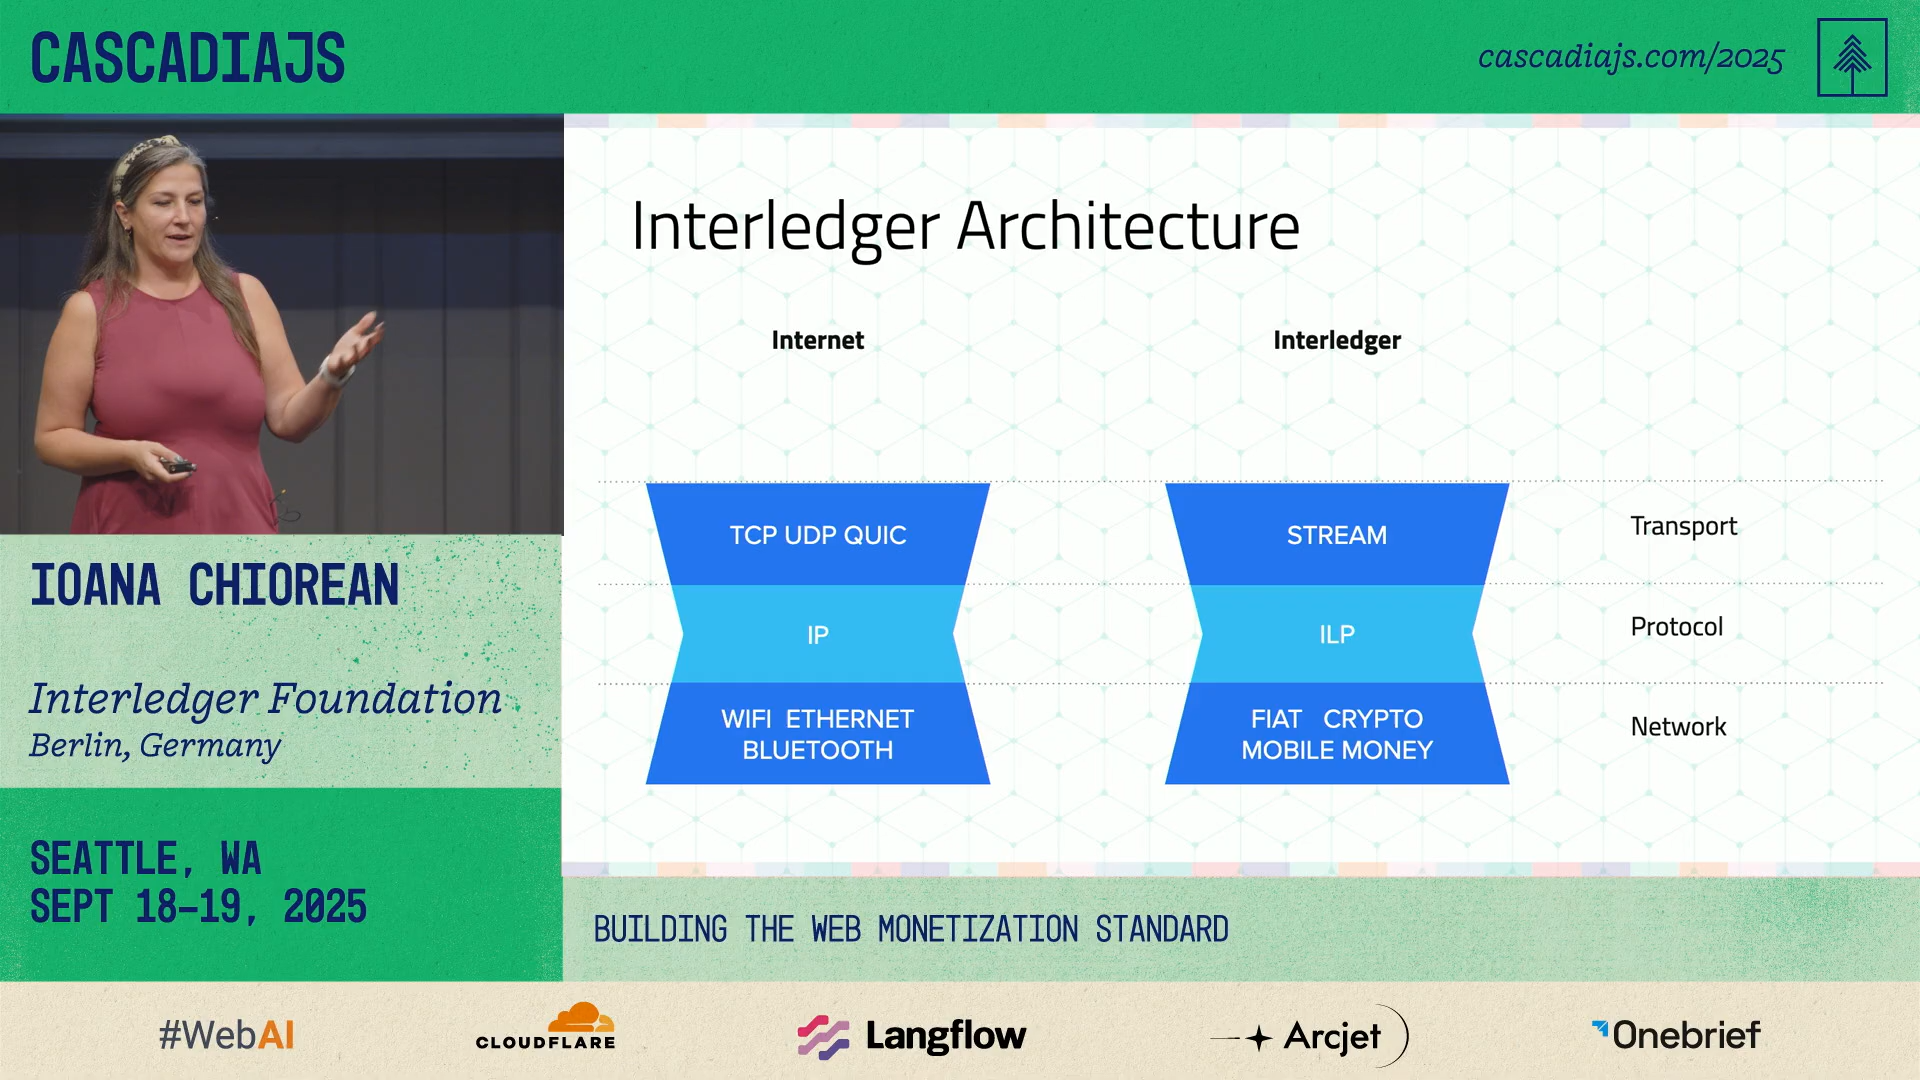 CASCADIAJS
cascadiajs.com/2025
Interledger Architecture
Internet
Interledger
TCP UDP QUIC
STREAM
Transport
IP
ILP
Protocol
WIFI ETHERNET
BLUETOOTH
FIAT CRYPTO
MOBILE MONEY
Network
IOANA CHIOREAN
Interledger Foundation
Berlin, Germany
SEATTLE, WA
SEPT 18–19, 2025
BUILDING THE WEB MONETIZATION STANDARD
#WebAI
CLOUDFLARE
Langflow
Arcjet
Onebrief